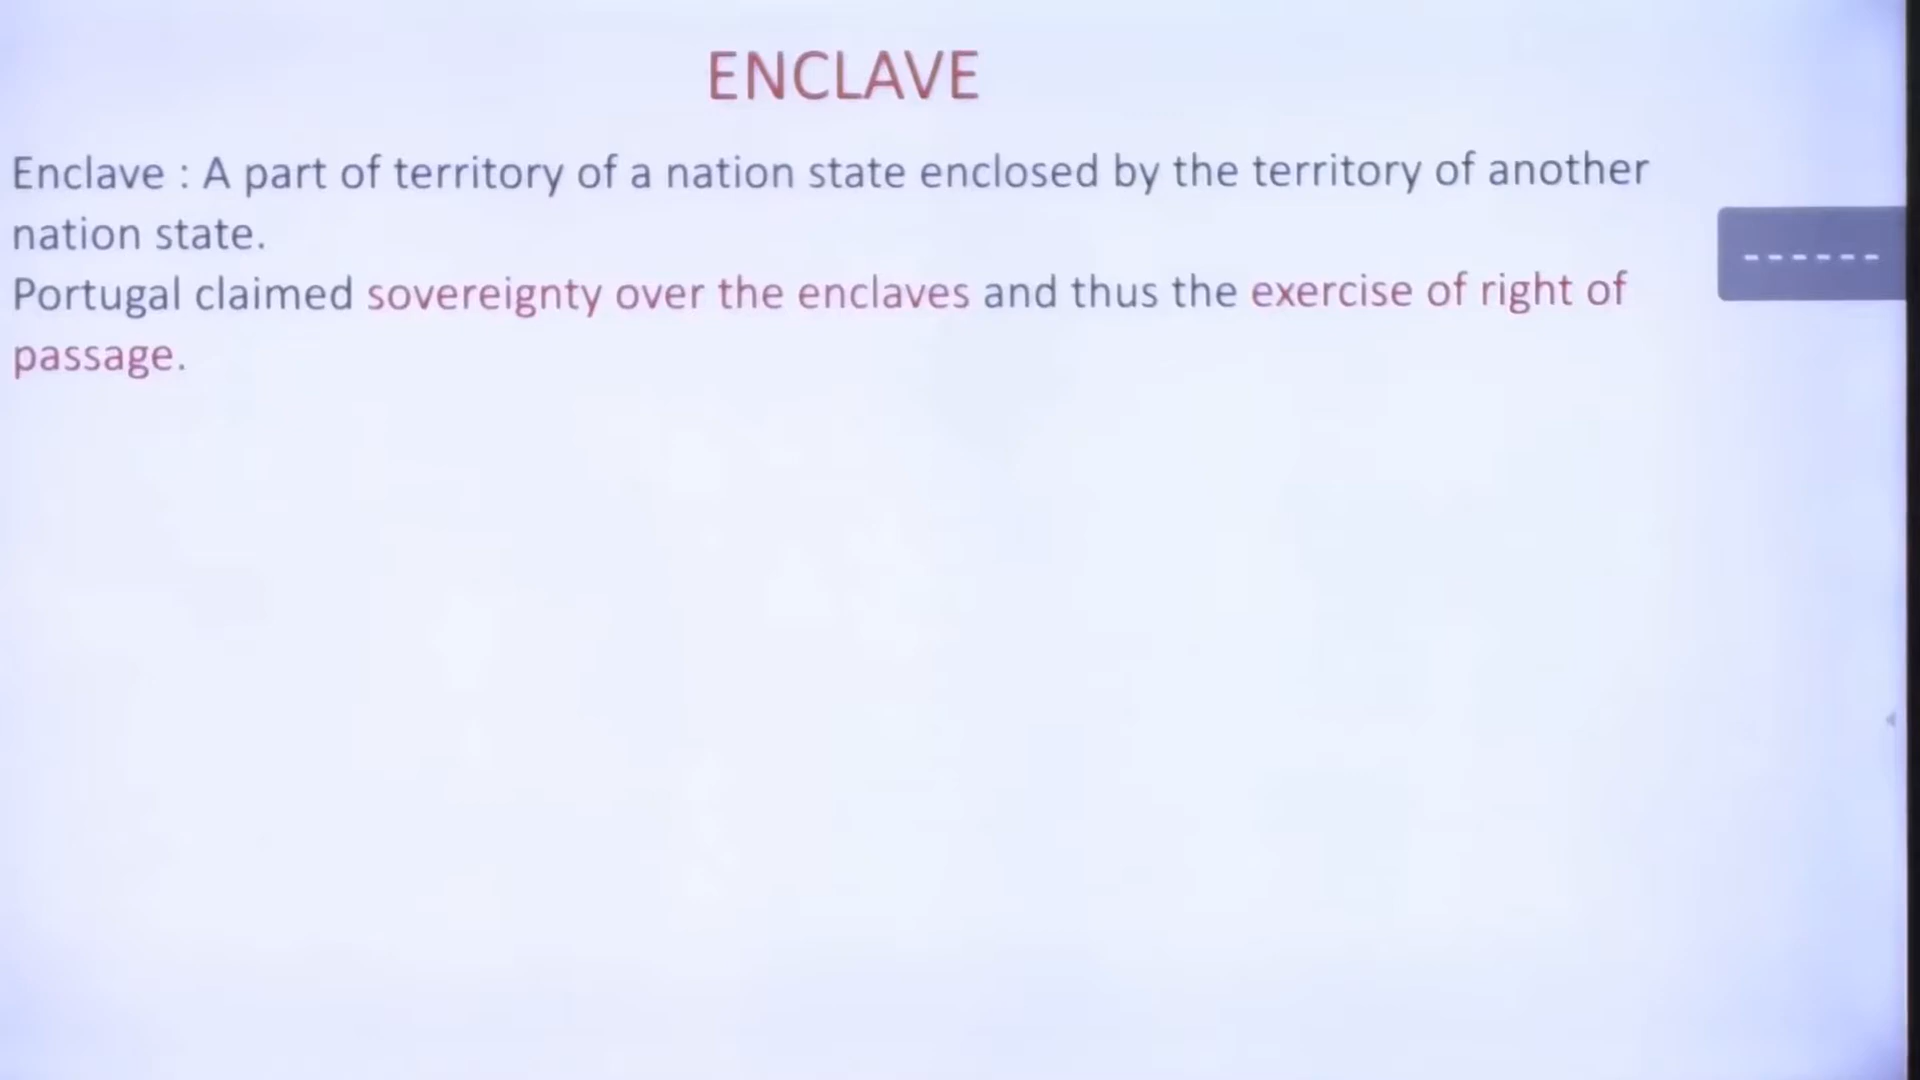 ENCLAVE
Enclave : A part of territory of a nation state enclosed by the territory of another
nation state.
Portugal claimed sovereignty over the enclaves and thus the exercise of right of
passage.
------